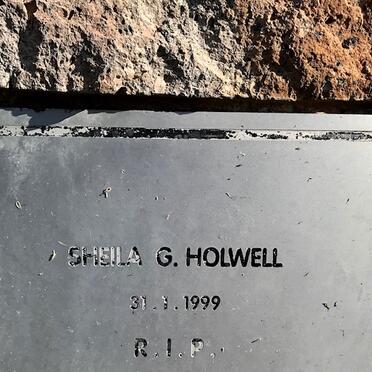 SHEILA G. HOLWELL
31.1.1999
R.I.P.